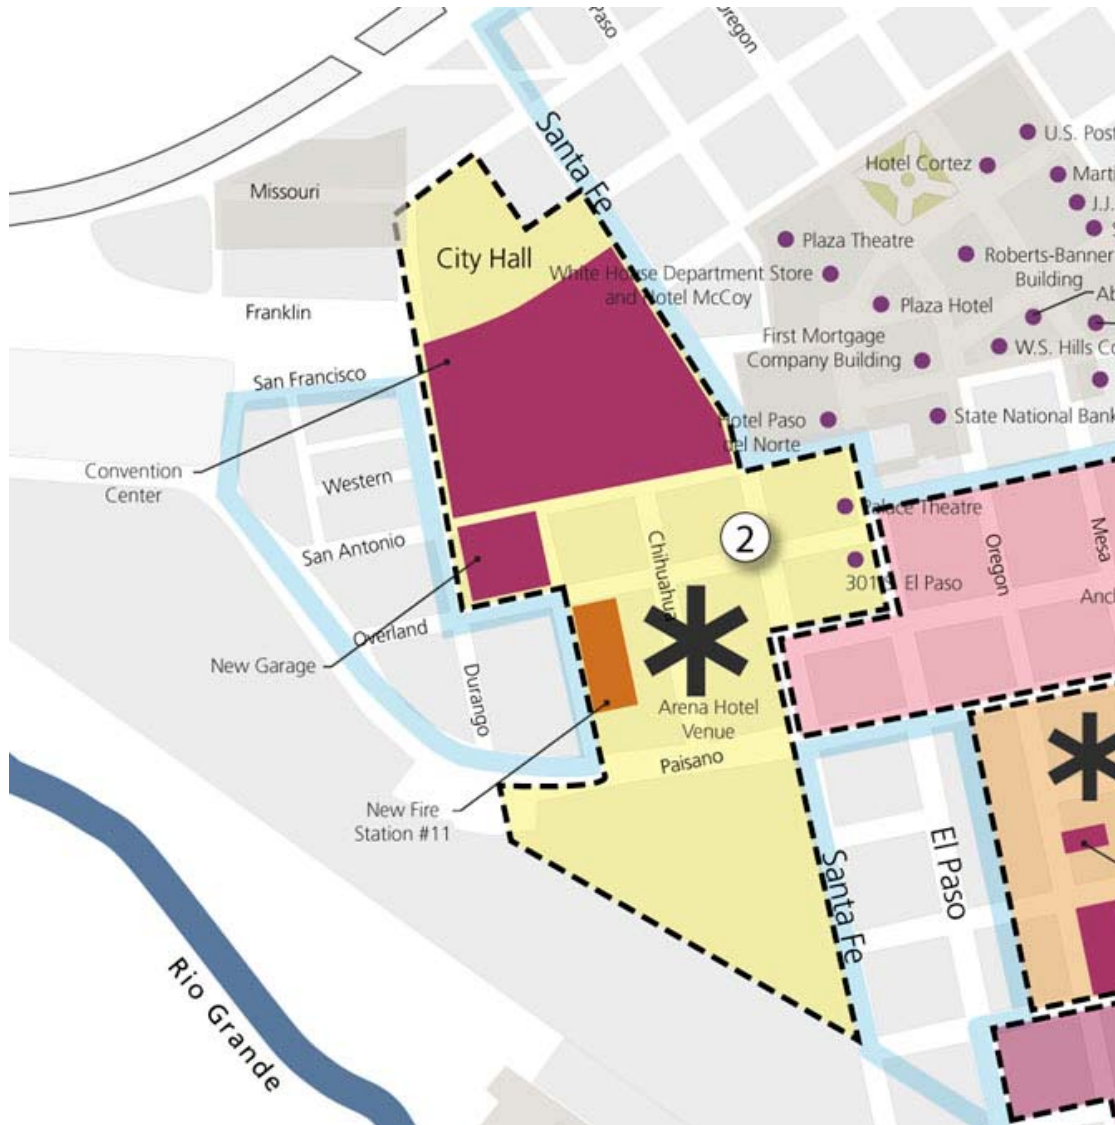 Paso
Oregon
Santa Fe
U.S. Post
Hotel Cortez
Marti
Missouri
J.J.
Plaza Theatre
City Hall
Roberts-Banner
Building
White House Department Store
and Hotel McCoy
Plaza Hotel
Ab
Franklin
First Mortgage
Company Building
W.S. Hills Co
San Francisco
Hotel Paso
del Norte
State National Bank
Convention
Center
Western
Palace Theatre
2
Chihuahua
San Antonio
Oregon
Mesa
301 S. El Paso
Anch
Overland
New Garage
Durango
Arena Hotel
Venue
Paisano
New Fire
Station #11
Santa Fe
El Paso
Rio Grande